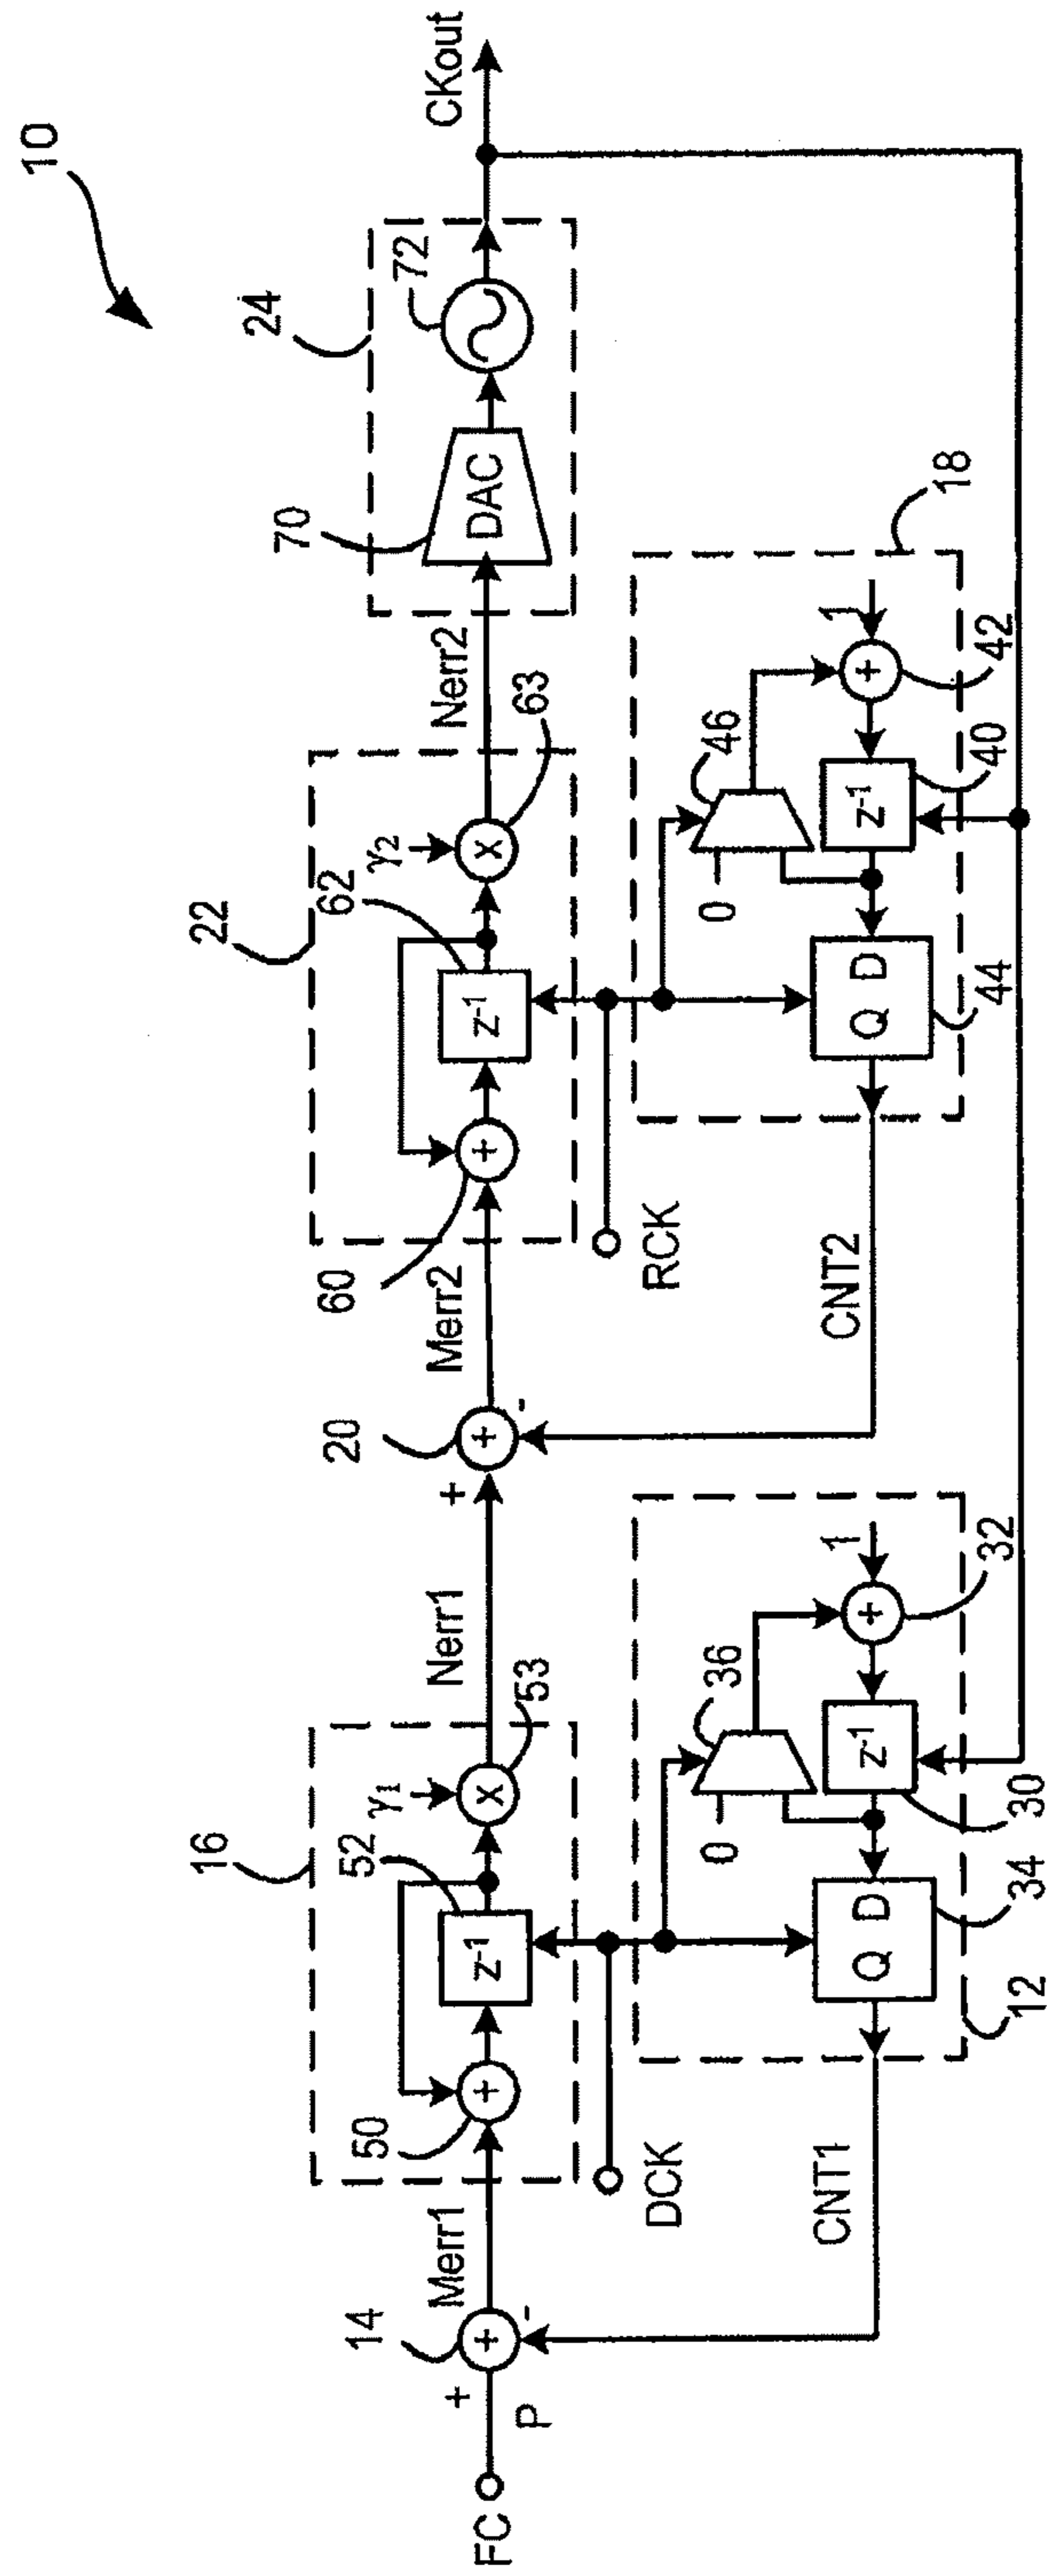 10
FC
P
+
14
+
-
Merr1
16
50
+
52
z-1
γ1
x
53
Nerr1
DCK
CNT1
12
34
Q D
30
z-1
0
36
+
32
1
+
20
+
-
Merr2
22
60
+
62
z-1
γ2
x
63
Nerr2
RCK
CNT2
18
44
Q D
40
z-1
0
46
+
42
1
24
70
DAC
72
CKout